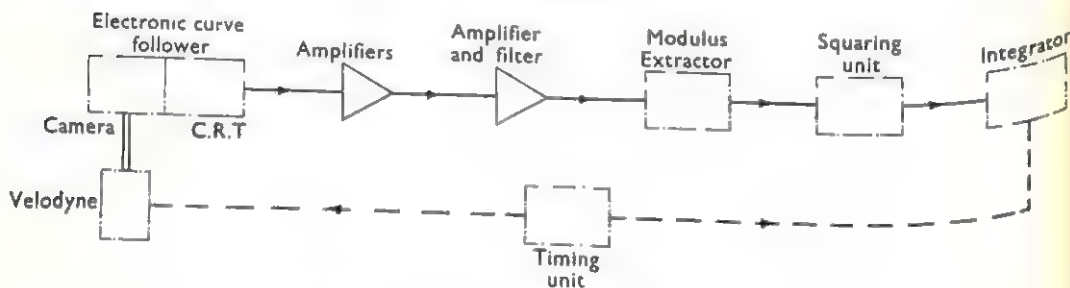 Electronic curve
follower
Amplifiers
Amplifier
and filter
Modulus
Extractor
Squaring
unit
Integrator
Camera
C.R.T
Velodyne
Timing
unit